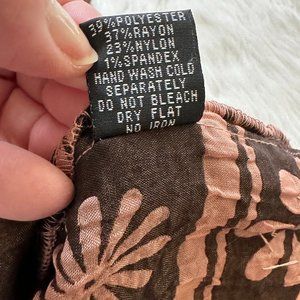 39% POLYESTER
37% RAYON
23% NYLON
1% SPANDEX
HAND WASH COLD
SEPARATELY
DO NOT BLEACH
DRY FLAT
NO IRON